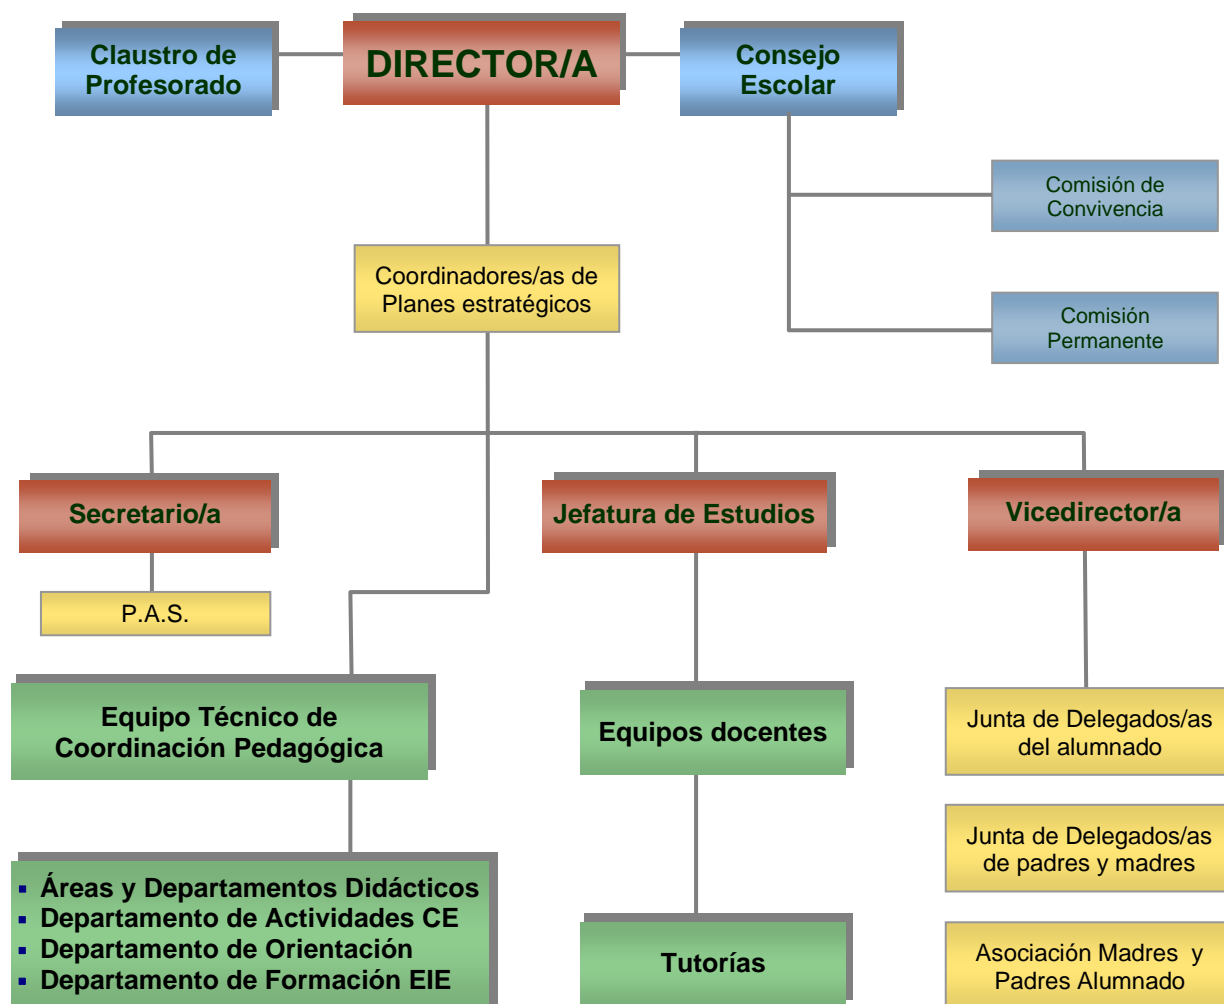 Claustro de
Profesorado
DIRECTOR/A
Consejo
Escolar
Comisión de
Convivencia
Coordinadores/as de
Planes estratégicos
Comisión
Permanente
Secretario/a
Jefatura de Estudios
Vicedirector/a
P.A.S.
Equipo Técnico de
Coordinación Pedagógica
Equipos docentes
Junta de Delegados/as
del alumnado
Junta de Delegados/as
de padres y madres
▪ Áreas y Departamentos Didácticos
▪ Departamento de Actividades CE
▪ Departamento de Orientación
▪ Departamento de Formación EIE
Tutorías
Asociación Madres y
Padres Alumnado